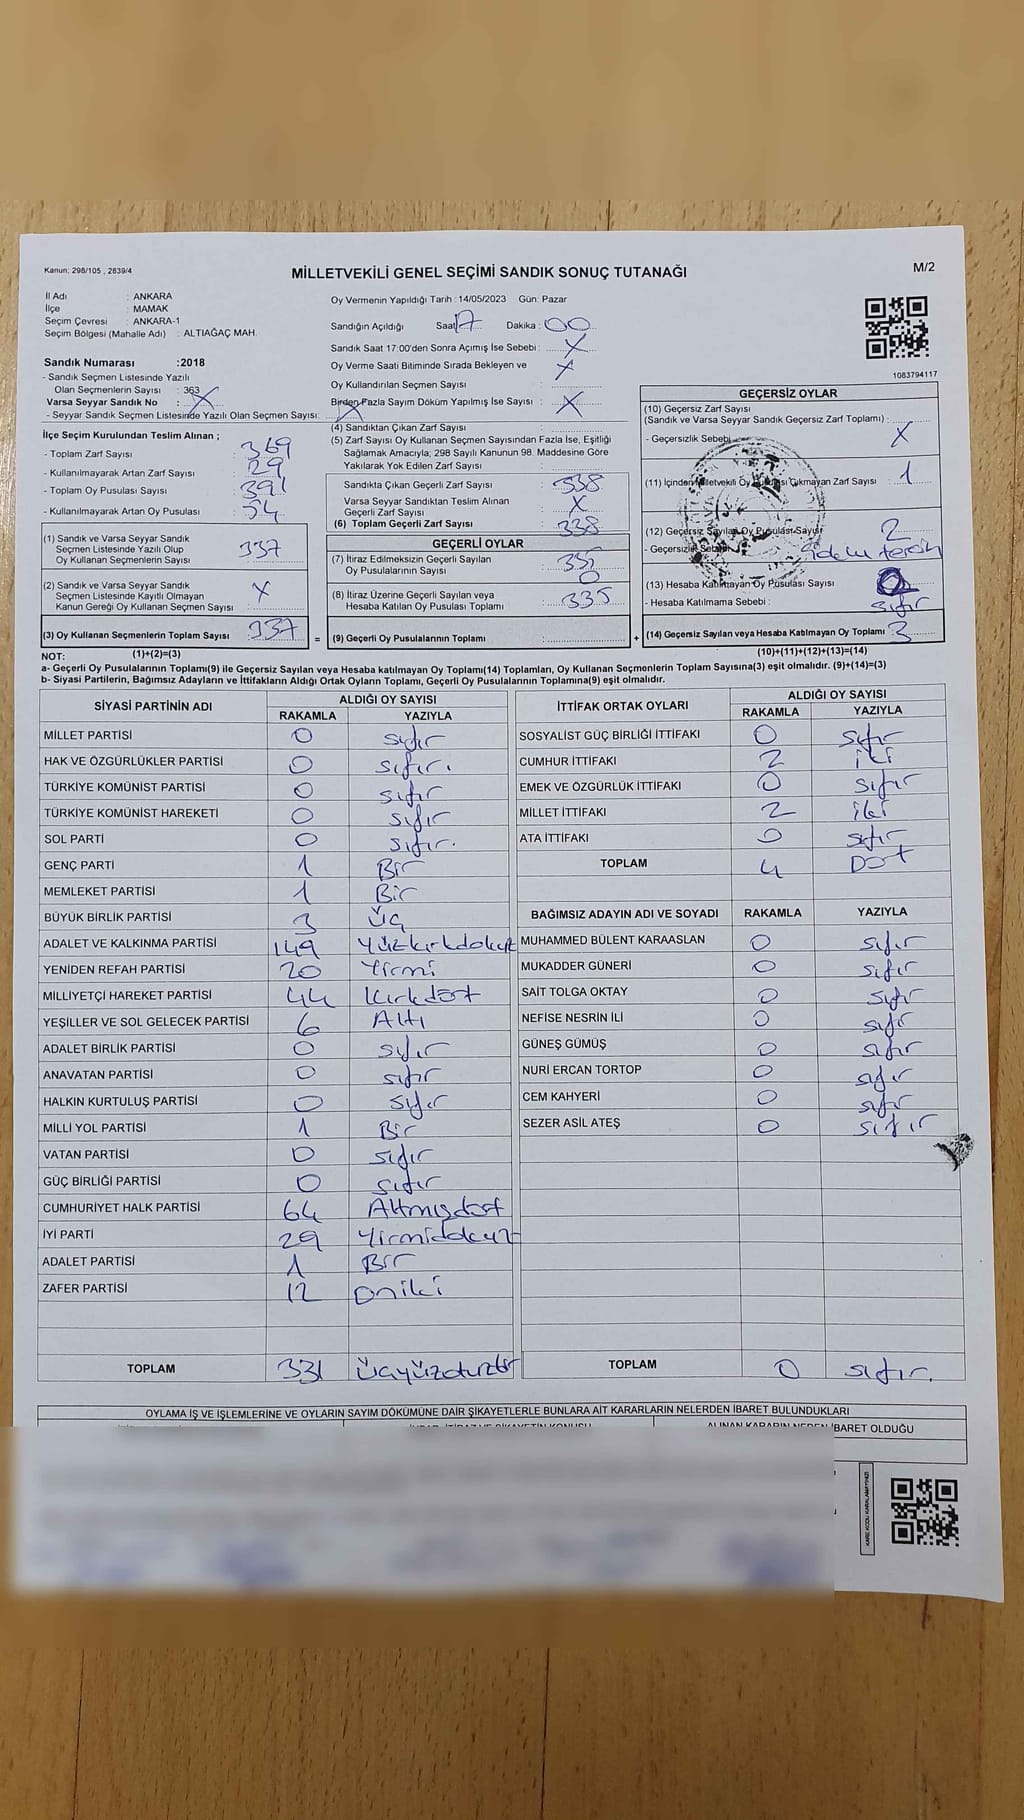 Kanun; 298/105 , 2839/4
MİLLETVEKİLİ GENEL SEÇİMİ SANDIK SONUÇ TUTANAĞI
M/2
İl Adı : ANKARA
İlçe : MAMAK
Seçim Çevresi : ANKARA-1
Seçim Bölgesi (Mahalle Adı) : ALTIAĞAÇ MAH.
Sandık Numarası :2018
- Sandık Seçmen Listesinde Yazılı
Olan Seçmenlerin Sayısı : 363
Varsa Seyyar Sandık No : X
- Seyyar Sandık Seçmen Listesinde Yazılı Olan Seçmen Sayısı: X
Oy Vermenin Yapıldığı Tarih :14/05/2023 Gün: Pazar
Sandığın Açıldığı Saat: 17 Dakika : 00
Sandık Saat 17:00'den Sonra Açımış İse Sebebi : X
Oy Verme Saati Bitiminde Sırada Bekleyen ve X
Oy Kullandırılan Seçmen Sayısı :
Birden Fazla Sayım Döküm Yapılmış İse Sayısı : X
1083794117
İlçe Seçim Kurulundan Teslim Alınan ;
- Toplam Zarf Sayısı : 369
- Kullanılmayarak Artan Zarf Sayısı : 29
- Toplam Oy Pusulası Sayısı : 391
- Kullanılmayarak Artan Oy Pusulası : 54
(1) Sandık ve Varsa Seyyar Sandık
Seçmen Listesinde Yazılı Olup
Oy Kullanan Seçmenlerin Sayısı 337
(2) Sandık ve Varsa Seyyar Sandık
Seçmen Listesinde Kayıtlı Olmayan
Kanun Gereği Oy Kullanan Seçmen Sayısı X
(3) Oy Kullanan Seçmenlerin Toplam Sayısı 337
(1)+(2)=(3)
(4) Sandıktan Çıkan Zarf Sayısı :
(5) Zarf Sayısı Oy Kullanan Seçmen Sayısından Fazla İse, Eşitliği
Sağlamak Amacıyla; 298 Sayılı Kanunun 98. Maddesine Göre
Yakılarak Yok Edilen Zarf Sayısı :
Sandıkta Çıkan Geçerli Zarf Sayısı : 338
Varsa Seyyar Sandıktan Teslim Alınan
Geçerli Zarf Sayısı : X
(6) Toplam Geçerli Zarf Sayısı : 338
GEÇERLİ OYLAR
(7) İtiraz Edilmeksizin Geçerli Sayılan
Oy Pusulalarının Sayısı : 335
0
(8) İtiraz Üzerine Geçerli Sayılan veya
Hesaba Katılan Oy Pusulası Toplamı : 335
= (9) Geçerli Oy Pusulalarının Toplamı : +
GEÇERSİZ OYLAR
(10) Geçersiz Zarf Sayısı
(Sandık ve Varsa Seyyar Sandık Geçersiz Zarf Toplamı) :
- Geçersizlik Sebebi X
(11) İçinden Milletvekili Oy Pusulası Çıkmayan Zarf Sayısı : 1
(12) Geçersiz Sayılan Oy Pusulası Sayısı 2
- Geçersizlik Sebebi
(13) Hesaba Katılmayan Oy Pusulası Sayısı
- Hesaba Katılmama Sebebi : sıfır
(14) Geçersiz Sayılan veya Hesaba Katılmayan Oy Toplamı : 3
(10)+(11)+(12)+(13)=(14)
NOT:
a- Geçerli Oy Pusulalarının Toplamı(9) ile Geçersiz Sayılan veya Hesaba katılmayan Oy Toplamı(14) Toplamları, Oy Kullanan Seçmenlerin Toplam Sayısına(3) eşit olmalıdır. (9)+(14)=(3)
b- Siyasi Partilerin, Bağımsız Adayların ve İttifakların Aldığı Ortak Oyların Toplamı, Geçerli Oy Pusulalarının Toplamına(9) eşit olmalıdır.
SİYASİ PARTİNİN ADI ALDIĞI OY SAYISI
RAKAMLA YAZIYLA
MİLLET PARTİSİ 0 sıfır
HAK VE ÖZGÜRLÜKLER PARTİSİ 0 sıfır.
TÜRKİYE KOMÜNİST PARTİSİ 0 sıfır
TÜRKİYE KOMÜNİST HAREKETİ 0 sıfır
SOL PARTİ 0 sıfır.
GENÇ PARTİ 1 Bir
MEMLEKET PARTİSİ 1 Bir
BÜYÜK BİRLİK PARTİSİ 3 Üç
ADALET VE KALKINMA PARTİSİ 149 Yüzkırkdokuz
YENİDEN REFAH PARTİSİ 20 Yirmi
MİLLİYETÇİ HAREKET PARTİSİ 44 Kırkdört
YEŞİLLER VE SOL GELECEK PARTİSİ 6 Altı
ADALET BİRLİK PARTİSİ 0 sıfır
ANAVATAN PARTİSİ 0 sıfır
HALKIN KURTULUŞ PARTİSİ 0 sıfır
MİLLİ YOL PARTİSİ 1 Bir
VATAN PARTİSİ 0 sıfır
GÜÇ BİRLİĞİ PARTİSİ 0 sıfır
CUMHURİYET HALK PARTİSİ 64 Altmışdört
İYİ PARTİ 29 Yirmidokuz
ADALET PARTİSİ 1 Bir
ZAFER PARTİSİ 12 Oniki
TOPLAM 331 Üçyüzotuzbir
İTTİFAK ORTAK OYLARI ALDIĞI OY SAYISI
RAKAMLA YAZIYLA
SOSYALİST GÜÇ BİRLİĞİ İTTİFAKI 0 sıfır
CUMHUR İTTİFAKI 2 iki
EMEK VE ÖZGÜRLÜK İTTİFAKI 0 sıfır
MİLLET İTTİFAKI 2 iki
ATA İTTİFAKI 0 sıfır
TOPLAM 4 Dört
BAĞIMSIZ ADAYIN ADI VE SOYADI RAKAMLA YAZIYLA
MUHAMMED BÜLENT KARAASLAN 0 sıfır
MUKADDER GÜNERİ 0 sıfır
SAİT TOLGA OKTAY 0 sıfır
NEFİSE NESRİN İLİ 0 sıfır
GÜNEŞ GÜMÜŞ 0 sıfır
NURİ ERCAN TORTOP 0 sıfır
CEM KAHYERİ 0 sıfır
SEZER ASİL ATEŞ 0 sıfır
TOPLAM 0 sıfır.
OYLAMA İŞ VE İŞLEMLERİNE VE OYLARIN SAYIM DÖKÜMÜNE DAİR ŞİKAYETLERLE BUNLARA AİT KARARLARIN NELERDEN İBARET BULUNDUKLARI
ALINAN KARARIN NEDEN İBARET OLDUĞU